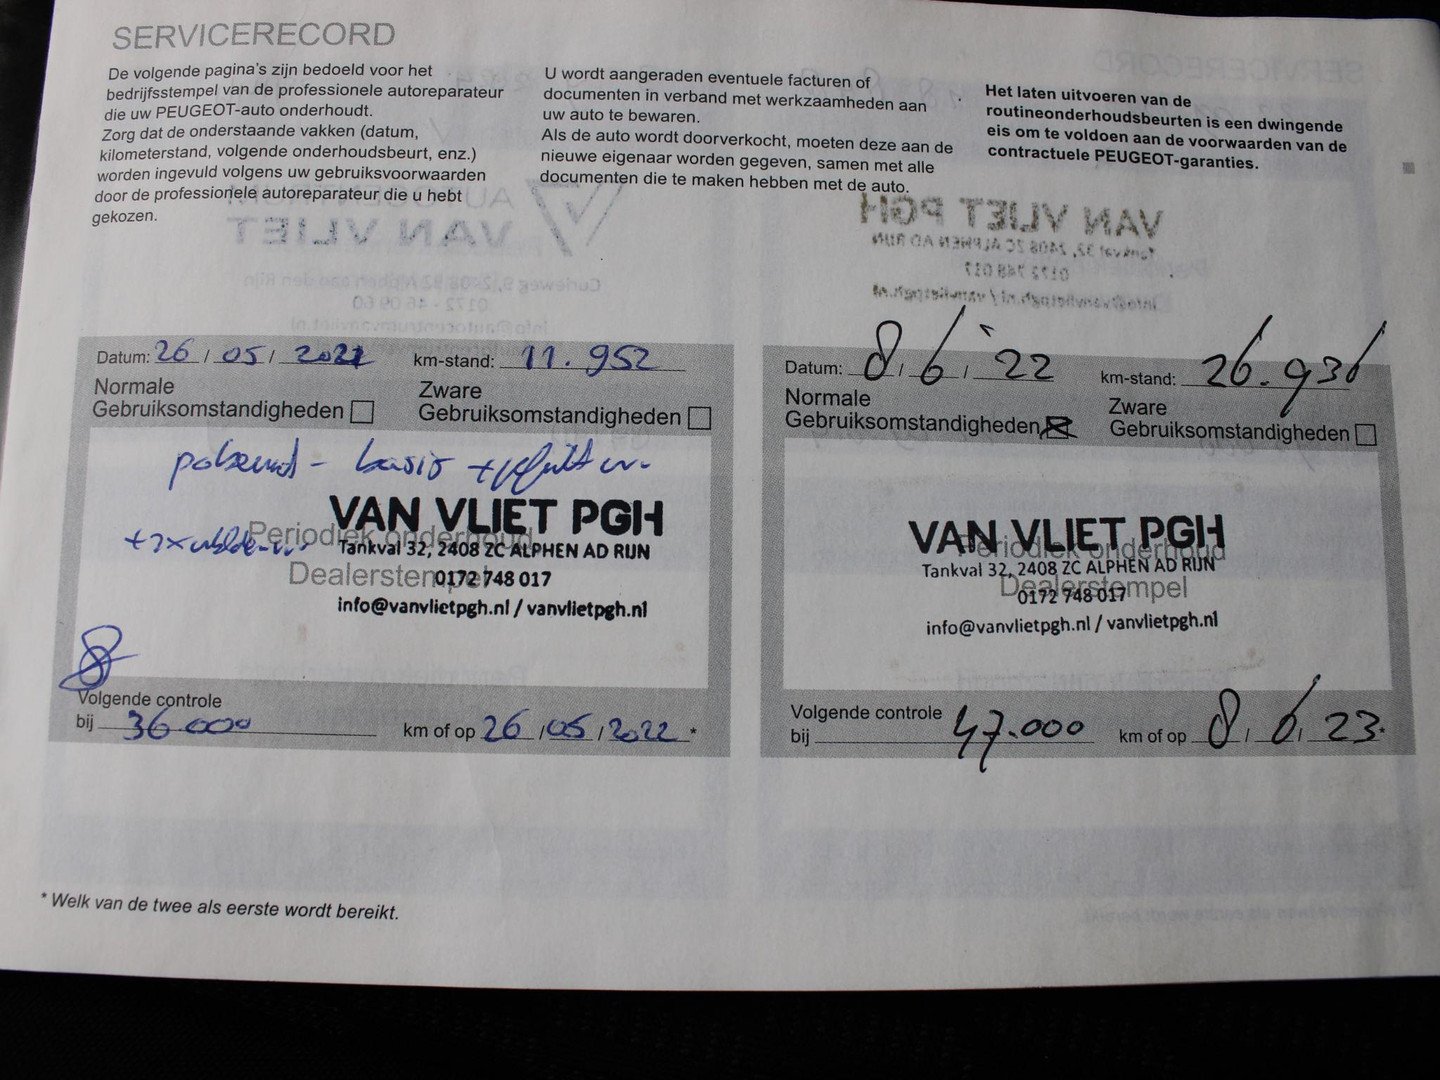 SERVICERECORD
De volgende pagina's zijn bedoeld voor het
bedrijfsstempel van de professionele autoreparateur
die uw PEUGEOT-auto onderhoudt.
Zorg dat de onderstaande vakken (datum,
kilometerstand, volgende onderhoudsbeurt, enz.)
worden ingevuld volgens uw gebruiksvoorwaarden
door de professionele autoreparateur die u hebt
gekozen.
U wordt aangeraden eventuele facturen of
documenten in verband met werkzaamheden aan
uw auto te bewaren.
Als de auto wordt doorverkocht, moeten deze aan de
nieuwe eigenaar worden gegeven, samen met alle
documenten die te maken hebben met de auto.
Het laten uitvoeren van de
routineonderhoudsbeurten is een dwingende
eis om te voldoen aan de voorwaarden van de
contractuele PEUGEOT-garanties.
Datum: 26 / 05 / 2021 km-stand: 11.952
Normale
Gebruiksomstandigheden
Zware
Gebruiksomstandigheden
basis
VAN VLIET PGH
Periodiek onderhoud
Tankval 32, 2408 ZC ALPHEN AD RIJN
Dealerstempel
0172 748 017
info@vanvlietpgh.nl / vanvlietpgh.nl
Volgende controle
bij 36.000 km of op 26 / 05 / 2022 *
Datum: 8 / 6 / 22 km-stand: 26.936
Normale
Gebruiksomstandigheden
Zware
Gebruiksomstandigheden
VAN VLIET PGH
Periodiek onderhoud
Tankval 32, 2408 ZC ALPHEN AD RIJN
Dealerstempel
0172 748 017
info@vanvlietpgh.nl / vanvlietpgh.nl
Volgende controle
bij 47.000 km of op 8 / 6 / 23 *
* Welk van de twee als eerste wordt bereikt.